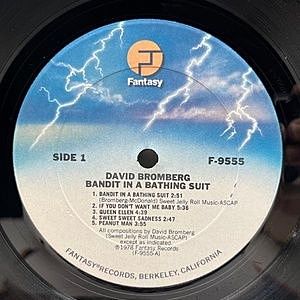 Fantasy
SIDE 1
F-9555
DAVID BROMBERG
BANDIT IN A BATHING SUIT
1. BANDIT IN A BATHING SUIT 2:51
(Bromberg-McDonald) Sweet Jelly Roll Music-ASCAP
2. IF YOU DON'T WANT ME BABY 5:36
3. QUEEN ELLEN 4:39
4. SWEET SWEET SADNESS 2:47
5. PEANUT MAN 3:55
All compositions by David Bromberg
(Sweet Jelly Roll Music-ASCAP)
except as indicated.
℗1978 Fantasy Records
(F-9555-A)
FANTASY RECORDS, BERKELEY, CALIFORNIA